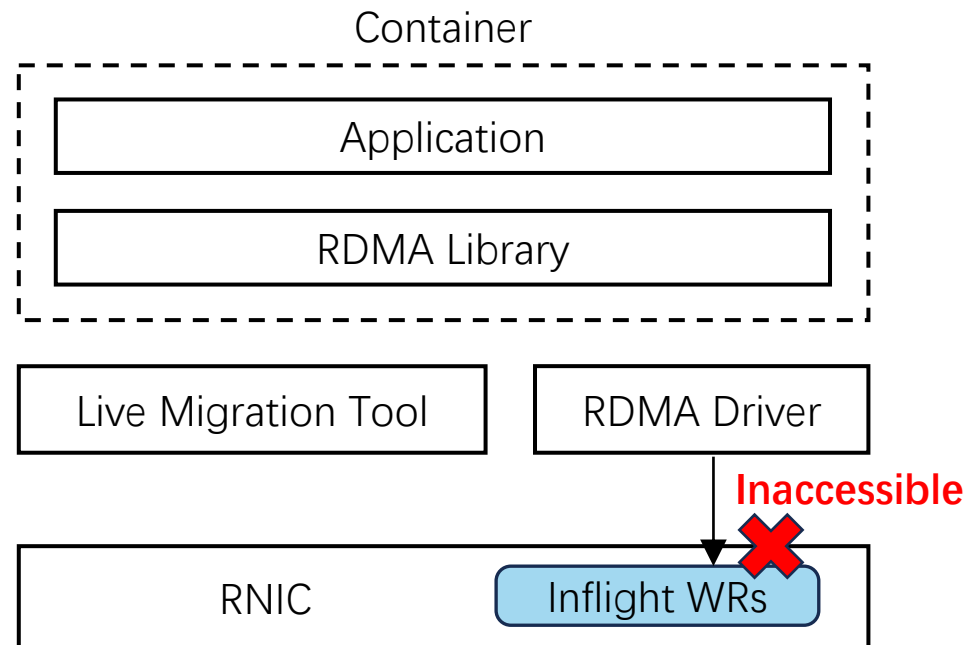 Container
Application
RDMA Library
Live Migration Tool
RDMA Driver
Inaccessible
RNIC
Inflight WRs